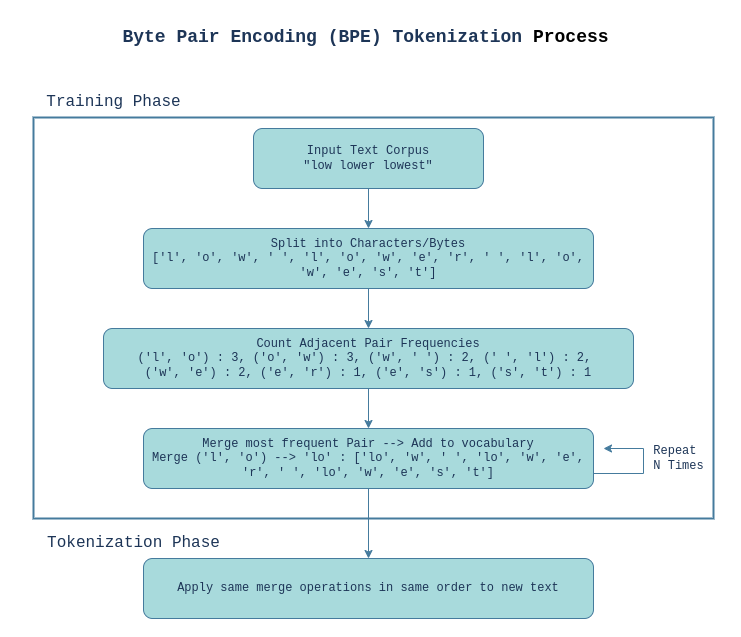 Byte Pair Encoding (BPE) Tokenization Process
Training Phase
Input Text Corpus
"low lower lowest"
Split into Characters/Bytes
['l', 'o', 'w', ' ', 'l', 'o', 'w', 'e', 'r', ' ', 'l', 'o',
'w', 'e', 's', 't']
Count Adjacent Pair Frequencies
('l', 'o') : 3, ('o', 'w') : 3, ('w', ' ') : 2, (' ', 'l') : 2,
('w', 'e') : 2, ('e', 'r') : 1, ('e', 's') : 1, ('s', 't') : 1
Merge most frequent Pair --> Add to vocabulary
Merge ('l', 'o') --> 'lo' : ['lo', 'w', ' ', 'lo', 'w', 'e',
'r', ' ', 'lo', 'w', 'e', 's', 't']
Repeat
N Times
Tokenization Phase
Apply same merge operations in same order to new text